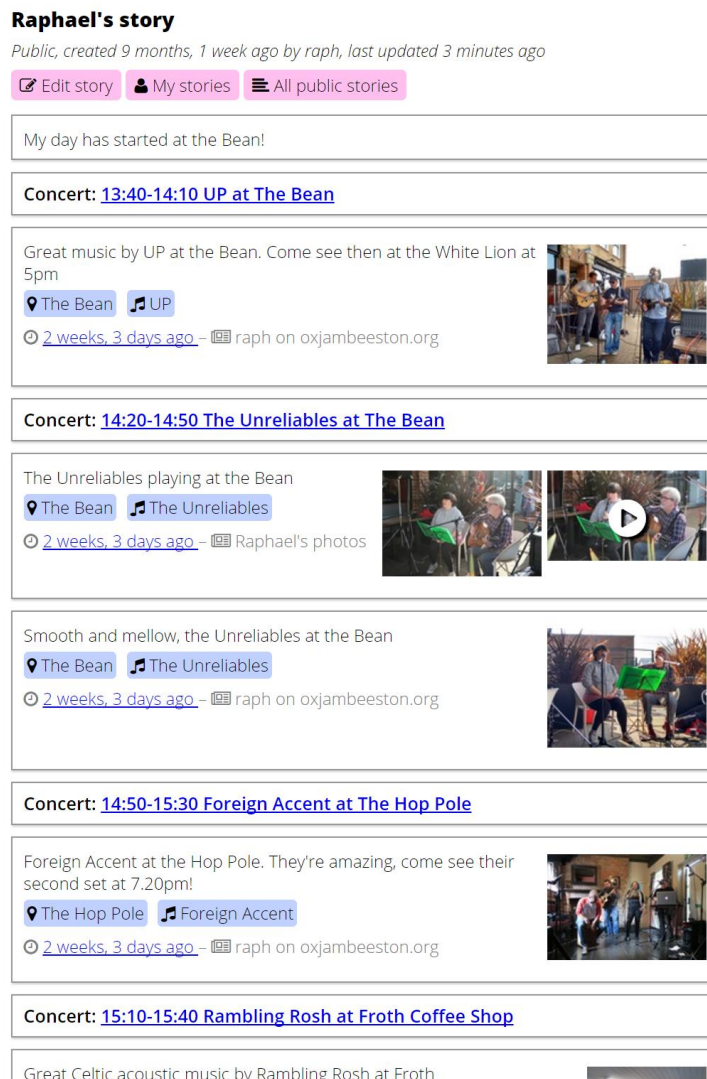 Raphael's story
Public, created 9 months, 1 week ago by raph, last updated 3 minutes ago
Edit story My stories All public stories
My day has started at the Bean!
Concert: 13:40-14:10 UP at The Bean
Great music by UP at the Bean. Come see then at the White Lion at
5pm
The Bean UP
2 weeks, 3 days ago – raph on oxjambeeston.org
Concert: 14:20-14:50 The Unreliables at The Bean
The Unreliables playing at the Bean
The Bean The Unreliables
2 weeks, 3 days ago – Raphael's photos
Smooth and mellow, the Unreliables at the Bean
The Bean The Unreliables
2 weeks, 3 days ago – raph on oxjambeeston.org
Concert: 14:50-15:30 Foreign Accent at The Hop Pole
Foreign Accent at the Hop Pole. They're amazing, come see their
second set at 7.20pm!
The Hop Pole Foreign Accent
2 weeks, 3 days ago – raph on oxjambeeston.org
Concert: 15:10-15:40 Rambling Rosh at Froth Coffee Shop
Great Celtic acoustic music by Rambling Rosh at Froth